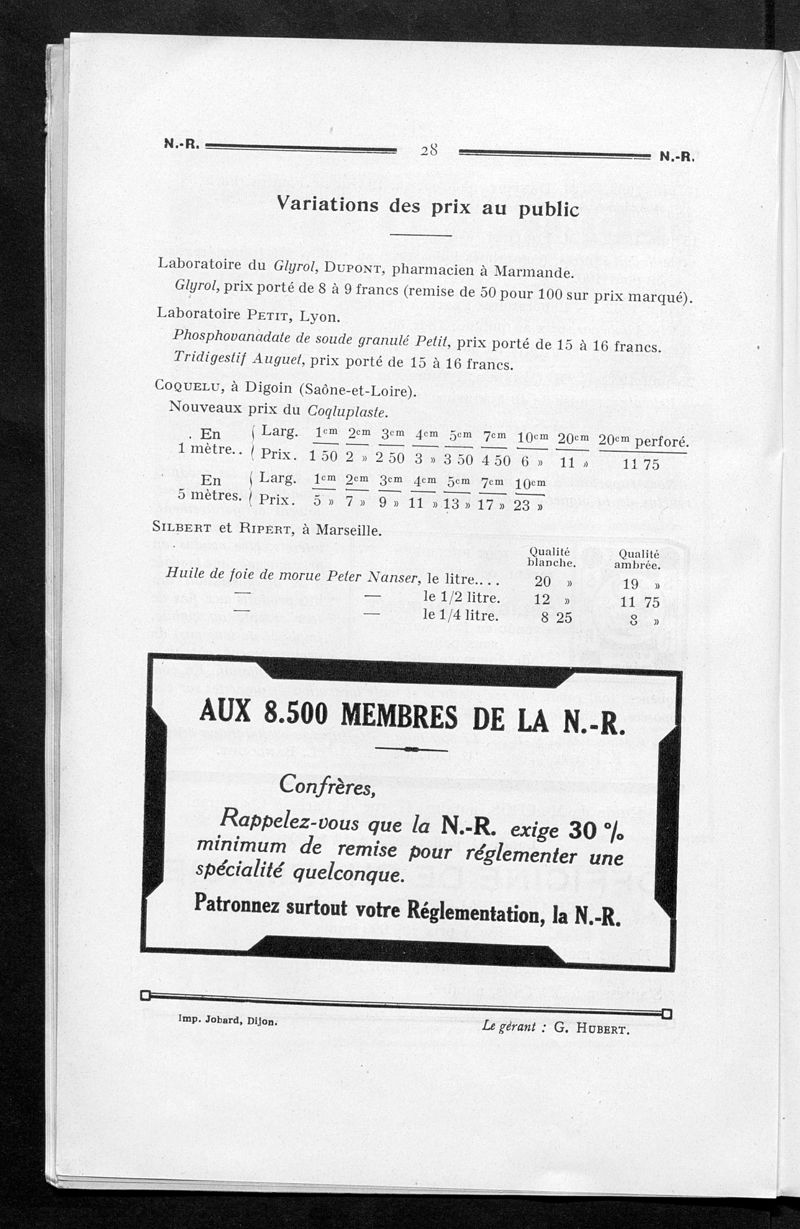 N.-R. 28 N.-R.
Variations des prix au public
Laboratoire du Glyrol, DUPONT, pharmacien à Marmande.
Glyrol, prix porté de 8 à 9 francs (remise de 50 pour 100 sur prix marqué).
Laboratoire PETIT, Lyon.
Phosphovanadate de soude granulé Petit, prix porté de 15 à 16 francs.
Tridigestif Auguet, prix porté de 15 à 16 francs.
COQUELU, à Digoin (Saône-et-Loire).
Nouveaux prix du Coqluplaste.
En { Larg. 1cm 2cm 3cm 4cm 5cm 7cm 10cm 20cm 20cm perforé.
1 mètre.. { Prix. 1 50 2 » 2 50 3 » 3 50 4 50 6 » 11 » 11 75
En { Larg. 1cm 2cm 3cm 4cm 5cm 7cm 10cm
5 mètres. { Prix. 5 » 7 » 9 » 11 » 13 » 17 » 23 »
SILBERT et RIPERT, à Marseille.
Qualité Qualité
blanche. ambrée.
Huile de foie de morue Peter Nanser, le litre.... 20 » 19 »
— — le 1/2 litre. 12 » 11 75
— — le 1/4 litre. 8 25 8 »
AUX 8.500 MEMBRES DE LA N.-R.
Confrères,
Rappelez-vous que la N.-R. exige 30 %
minimum de remise pour réglementer une
spécialité quelconque.
Patronnez surtout votre Réglementation, la N.-R.
Imp. Jobard, Dijon. Le gérant : G. HUBERT.